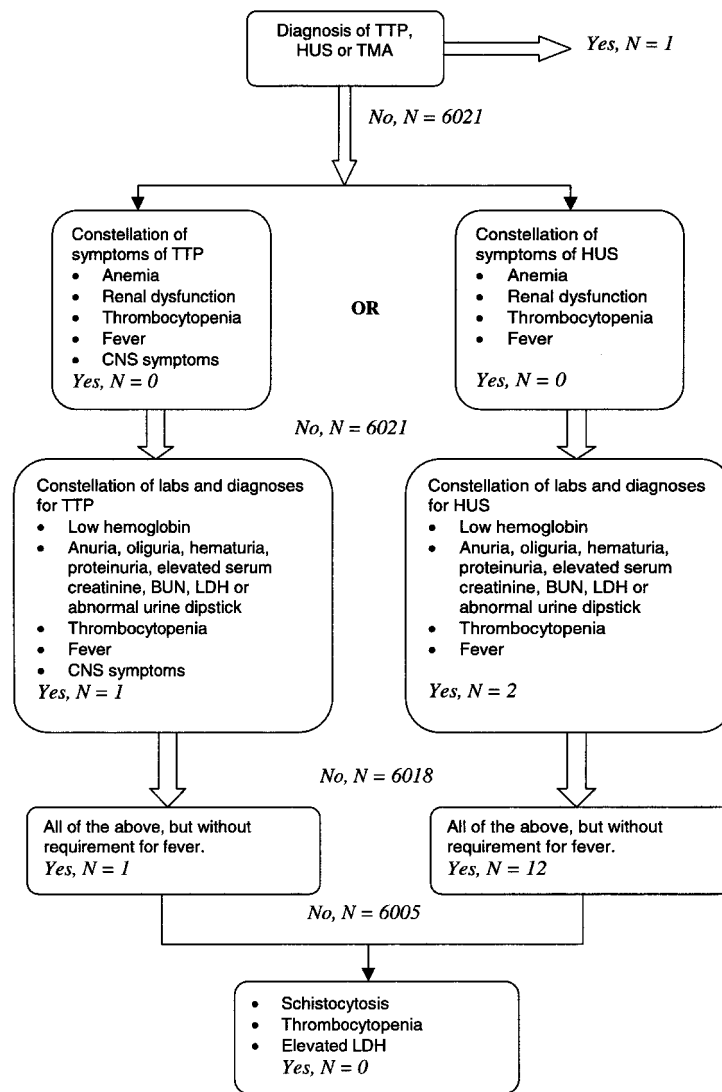 Diagnosis of TTP,
HUS or TMA
Yes, N = 1
No, N = 6021
Constellation of
symptoms of TTP
• Anemia
• Renal dysfunction
• Thrombocytopenia
• Fever
• CNS symptoms
Yes, N = 0
OR
Constellation of
symptoms of HUS
• Anemia
• Renal dysfunction
• Thrombocytopenia
• Fever
Yes, N = 0
No, N = 6021
Constellation of labs and diagnoses
for TTP
• Low hemoglobin
• Anuria, oliguria, hematuria,
proteinuria, elevated serum
creatinine, BUN, LDH or
abnormal urine dipstick
• Thrombocytopenia
• Fever
• CNS symptoms
Yes, N = 1
Constellation of labs and diagnoses
for HUS
• Low hemoglobin
• Anuria, oliguria, hematuria,
proteinuria, elevated serum
creatinine, BUN, LDH or
abnormal urine dipstick
• Thrombocytopenia
• Fever
Yes, N = 2
No, N = 6018
All of the above, but without
requirement for fever.
Yes, N = 1
All of the above, but without
requirement for fever.
Yes, N = 12
No, N = 6005
• Schistocytosis
• Thrombocytopenia
• Elevated LDH
Yes, N = 0